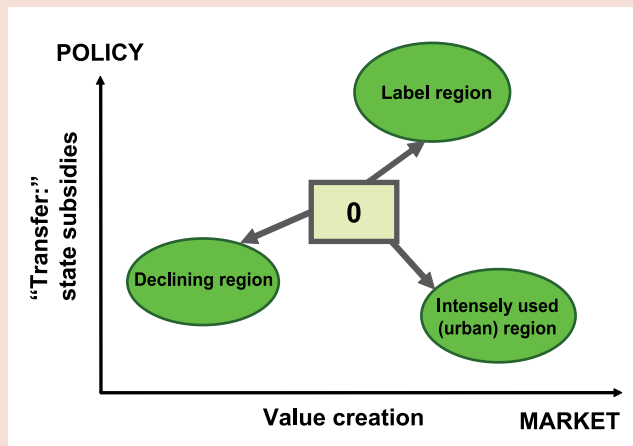 POLICY
Label region
"Transfer:"
state subsidies
0
Declining region
Intensely used
(urban) region
Value creation
MARKET